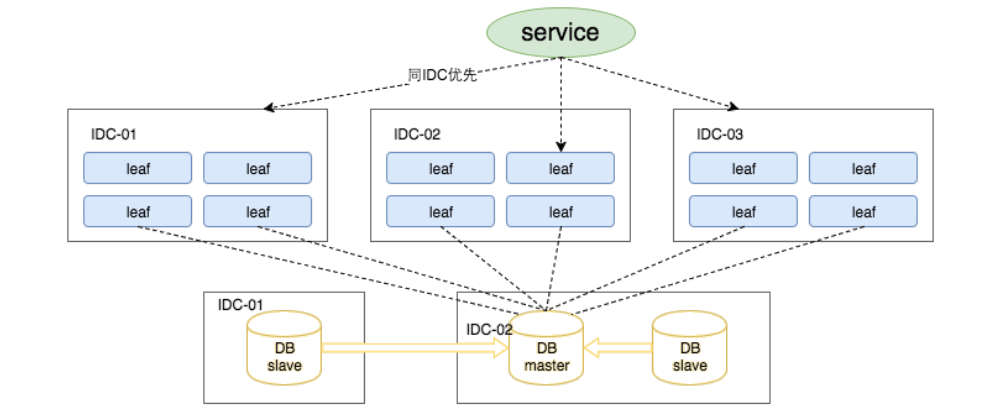 service
同IDC优先
IDC-01
leaf
leaf
leaf
leaf
IDC-02
leaf
leaf
leaf
leaf
IDC-03
leaf
leaf
leaf
leaf
IDC-01
DB
slave
IDC-02
DB
master
DB
slave